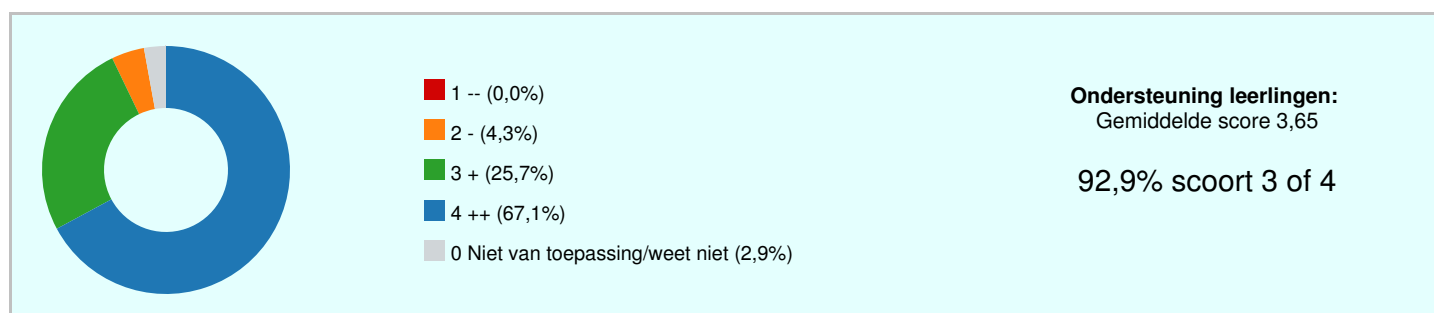 1 -- (0,0%)
2 - (4,3%)
3 + (25,7%)
4 ++ (67,1%)
0 Niet van toepassing/weet niet (2,9%)
Ondersteuning leerlingen:
Gemiddelde score 3,65
92,9% scoort 3 of 4